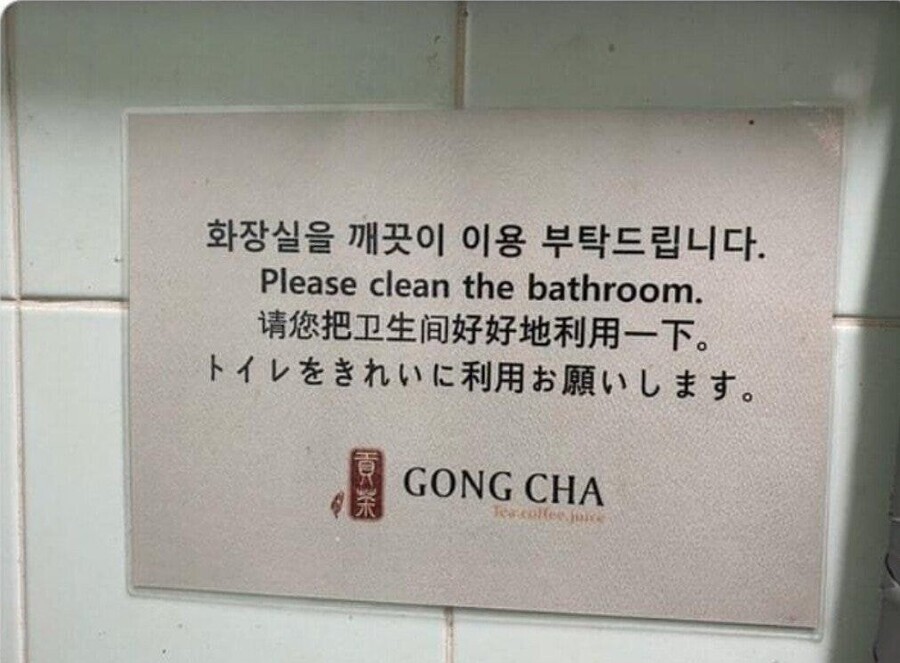 화장실을 깨끗이 이용 부탁드립니다.
Please clean the bathroom.
请您把卫生间好好地利用一下。
トイレをきれいに利用お願いします。
貢茶
GONG CHA
Tea.coffee.juice